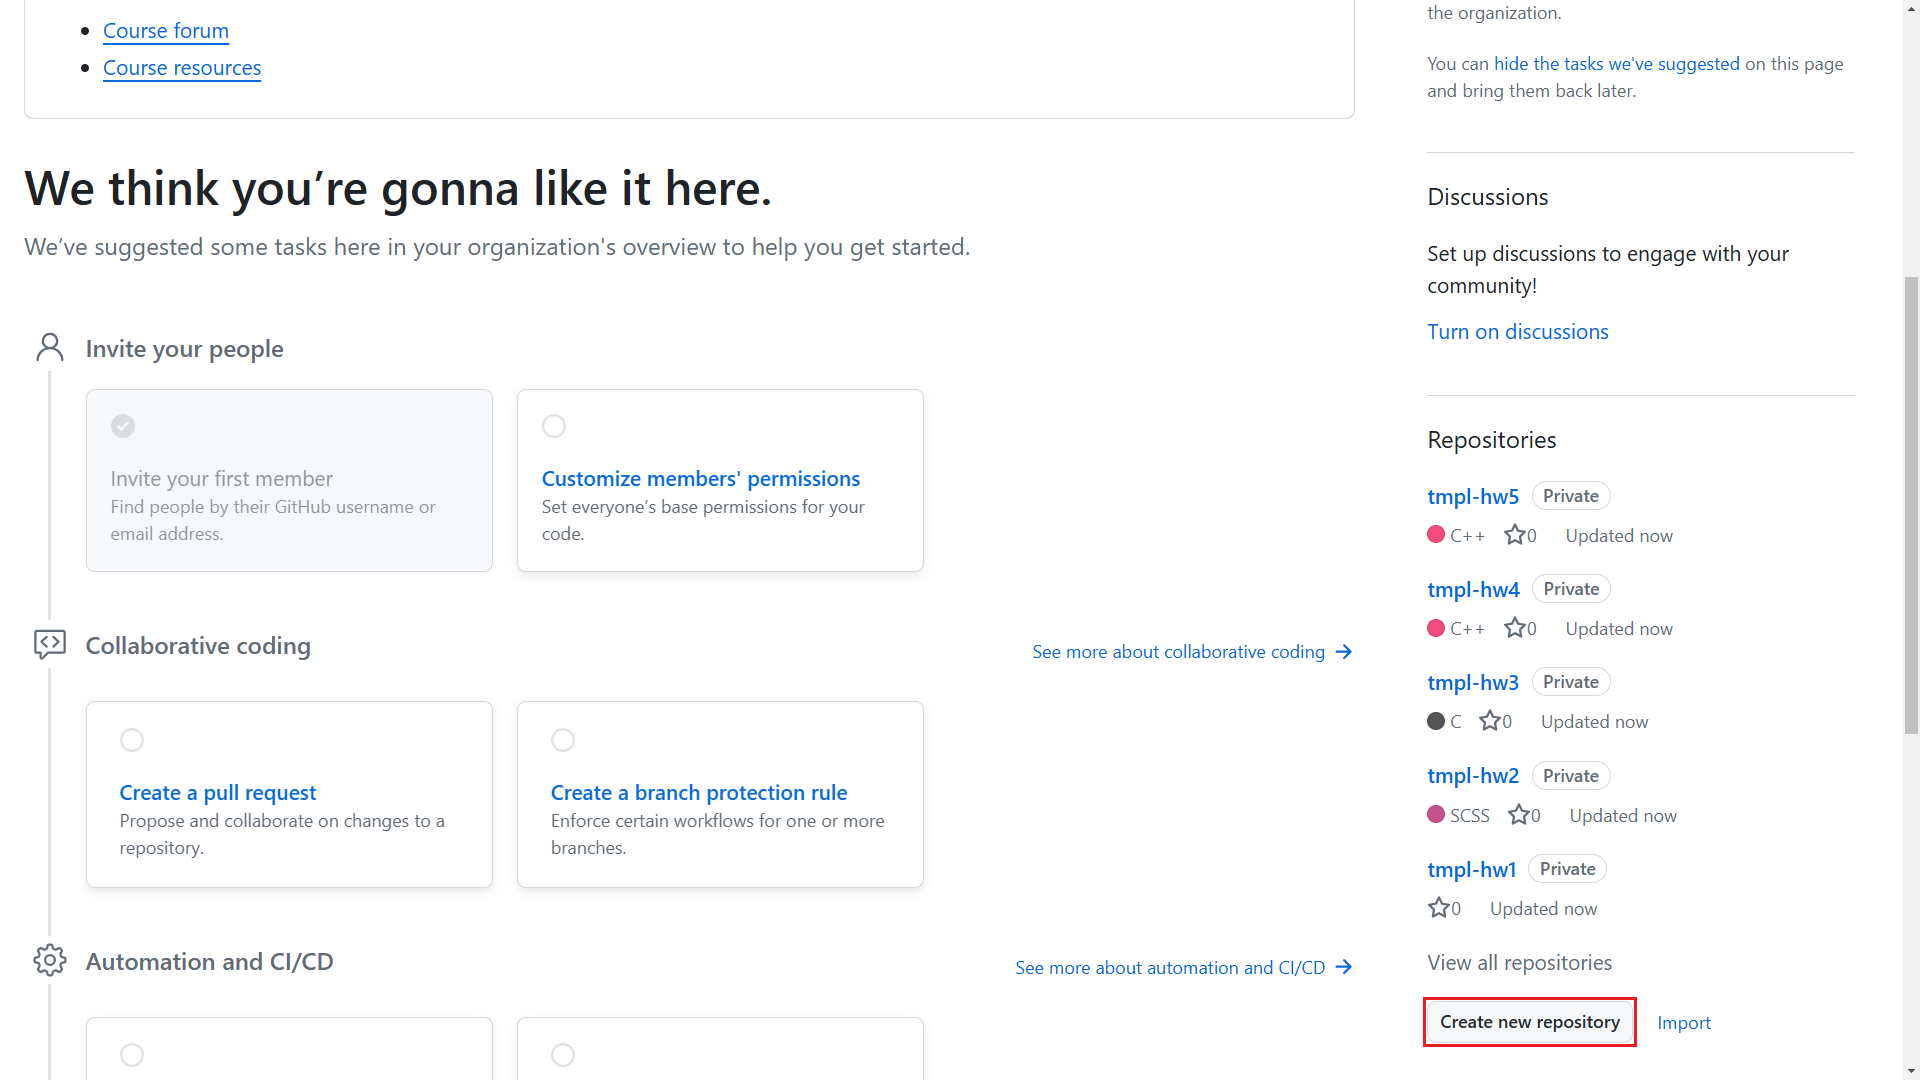 Course forum
Course resources
We think you’re gonna like it here.
We’ve suggested some tasks here in your organization's overview to help you get started.
Invite your people
Invite your first member
Find people by their GitHub username or
email address.
Customize members' permissions
Set everyone’s base permissions for your
code.
Collaborative coding
See more about collaborative coding
Create a pull request
Propose and collaborate on changes to a
repository.
Create a branch protection rule
Enforce certain workflows for one or more
branches.
Automation and CI/CD
See more about automation and CI/CD
the organization.
You can hide the tasks we've suggested on this page
and bring them back later.
Discussions
Set up discussions to engage with your
community!
Turn on discussions
Repositories
tmpl-hw5 Private
C++ 0 Updated now
tmpl-hw4 Private
C++ 0 Updated now
tmpl-hw3 Private
C 0 Updated now
tmpl-hw2 Private
SCSS 0 Updated now
tmpl-hw1 Private
0 Updated now
View all repositories
Create new repository Import